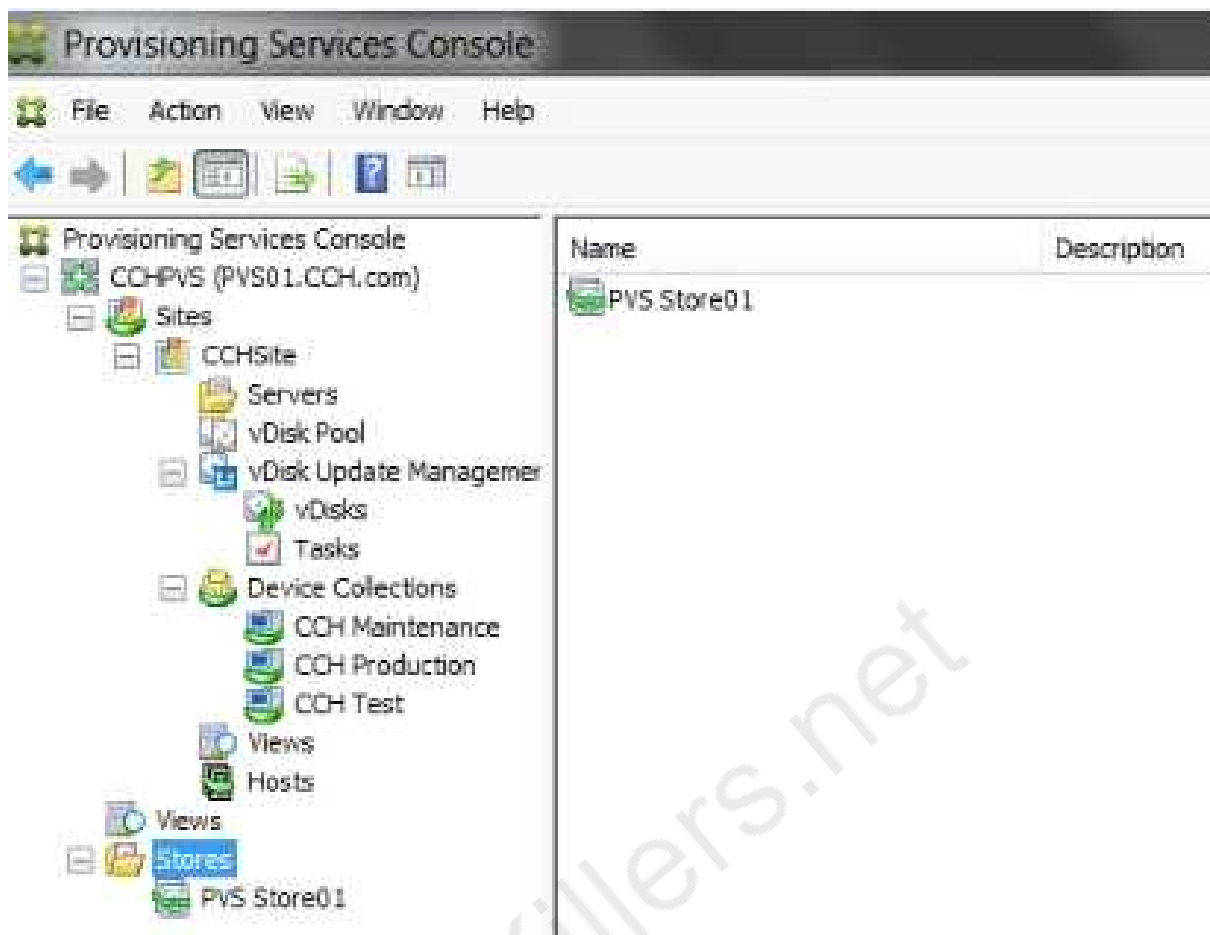 Provisioning Services Console
File Action View Window Help
Provisioning Services Console
CCHPVS (PVS01.CCH.com)
Sites
CCHSite
Servers
vDisk Pool
vDisk Update Managemer
vDisks
Tasks
Device Collections
CCH Maintenance
CCH Production
CCH Test
Views
Hosts
Views
Stores
PVS Store01
Name Description
PVS Store01
illers.net